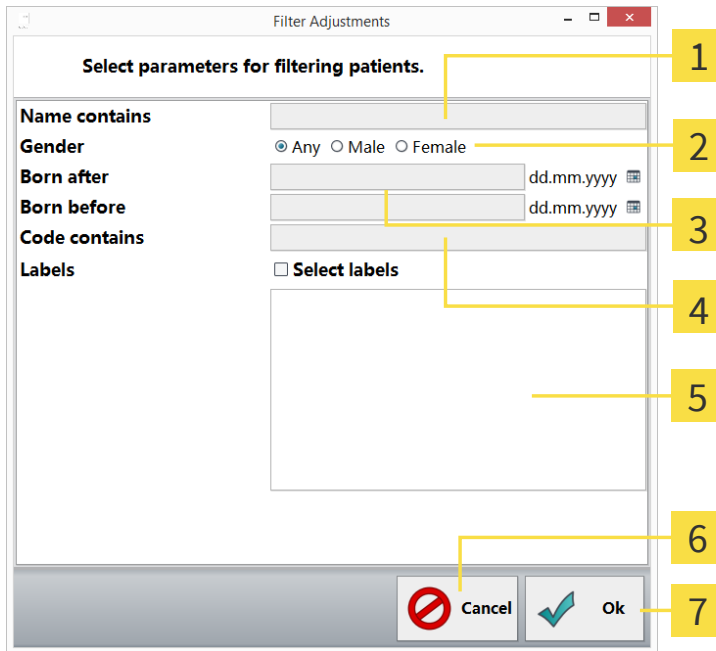 Filter Adjustments
Select parameters for filtering patients.
1
Name contains
Gender Any Male Female 2
Born after dd.mm.yyyy
Born before dd.mm.yyyy
3
Code contains
Labels Select labels
4
5
6
Cancel Ok 7